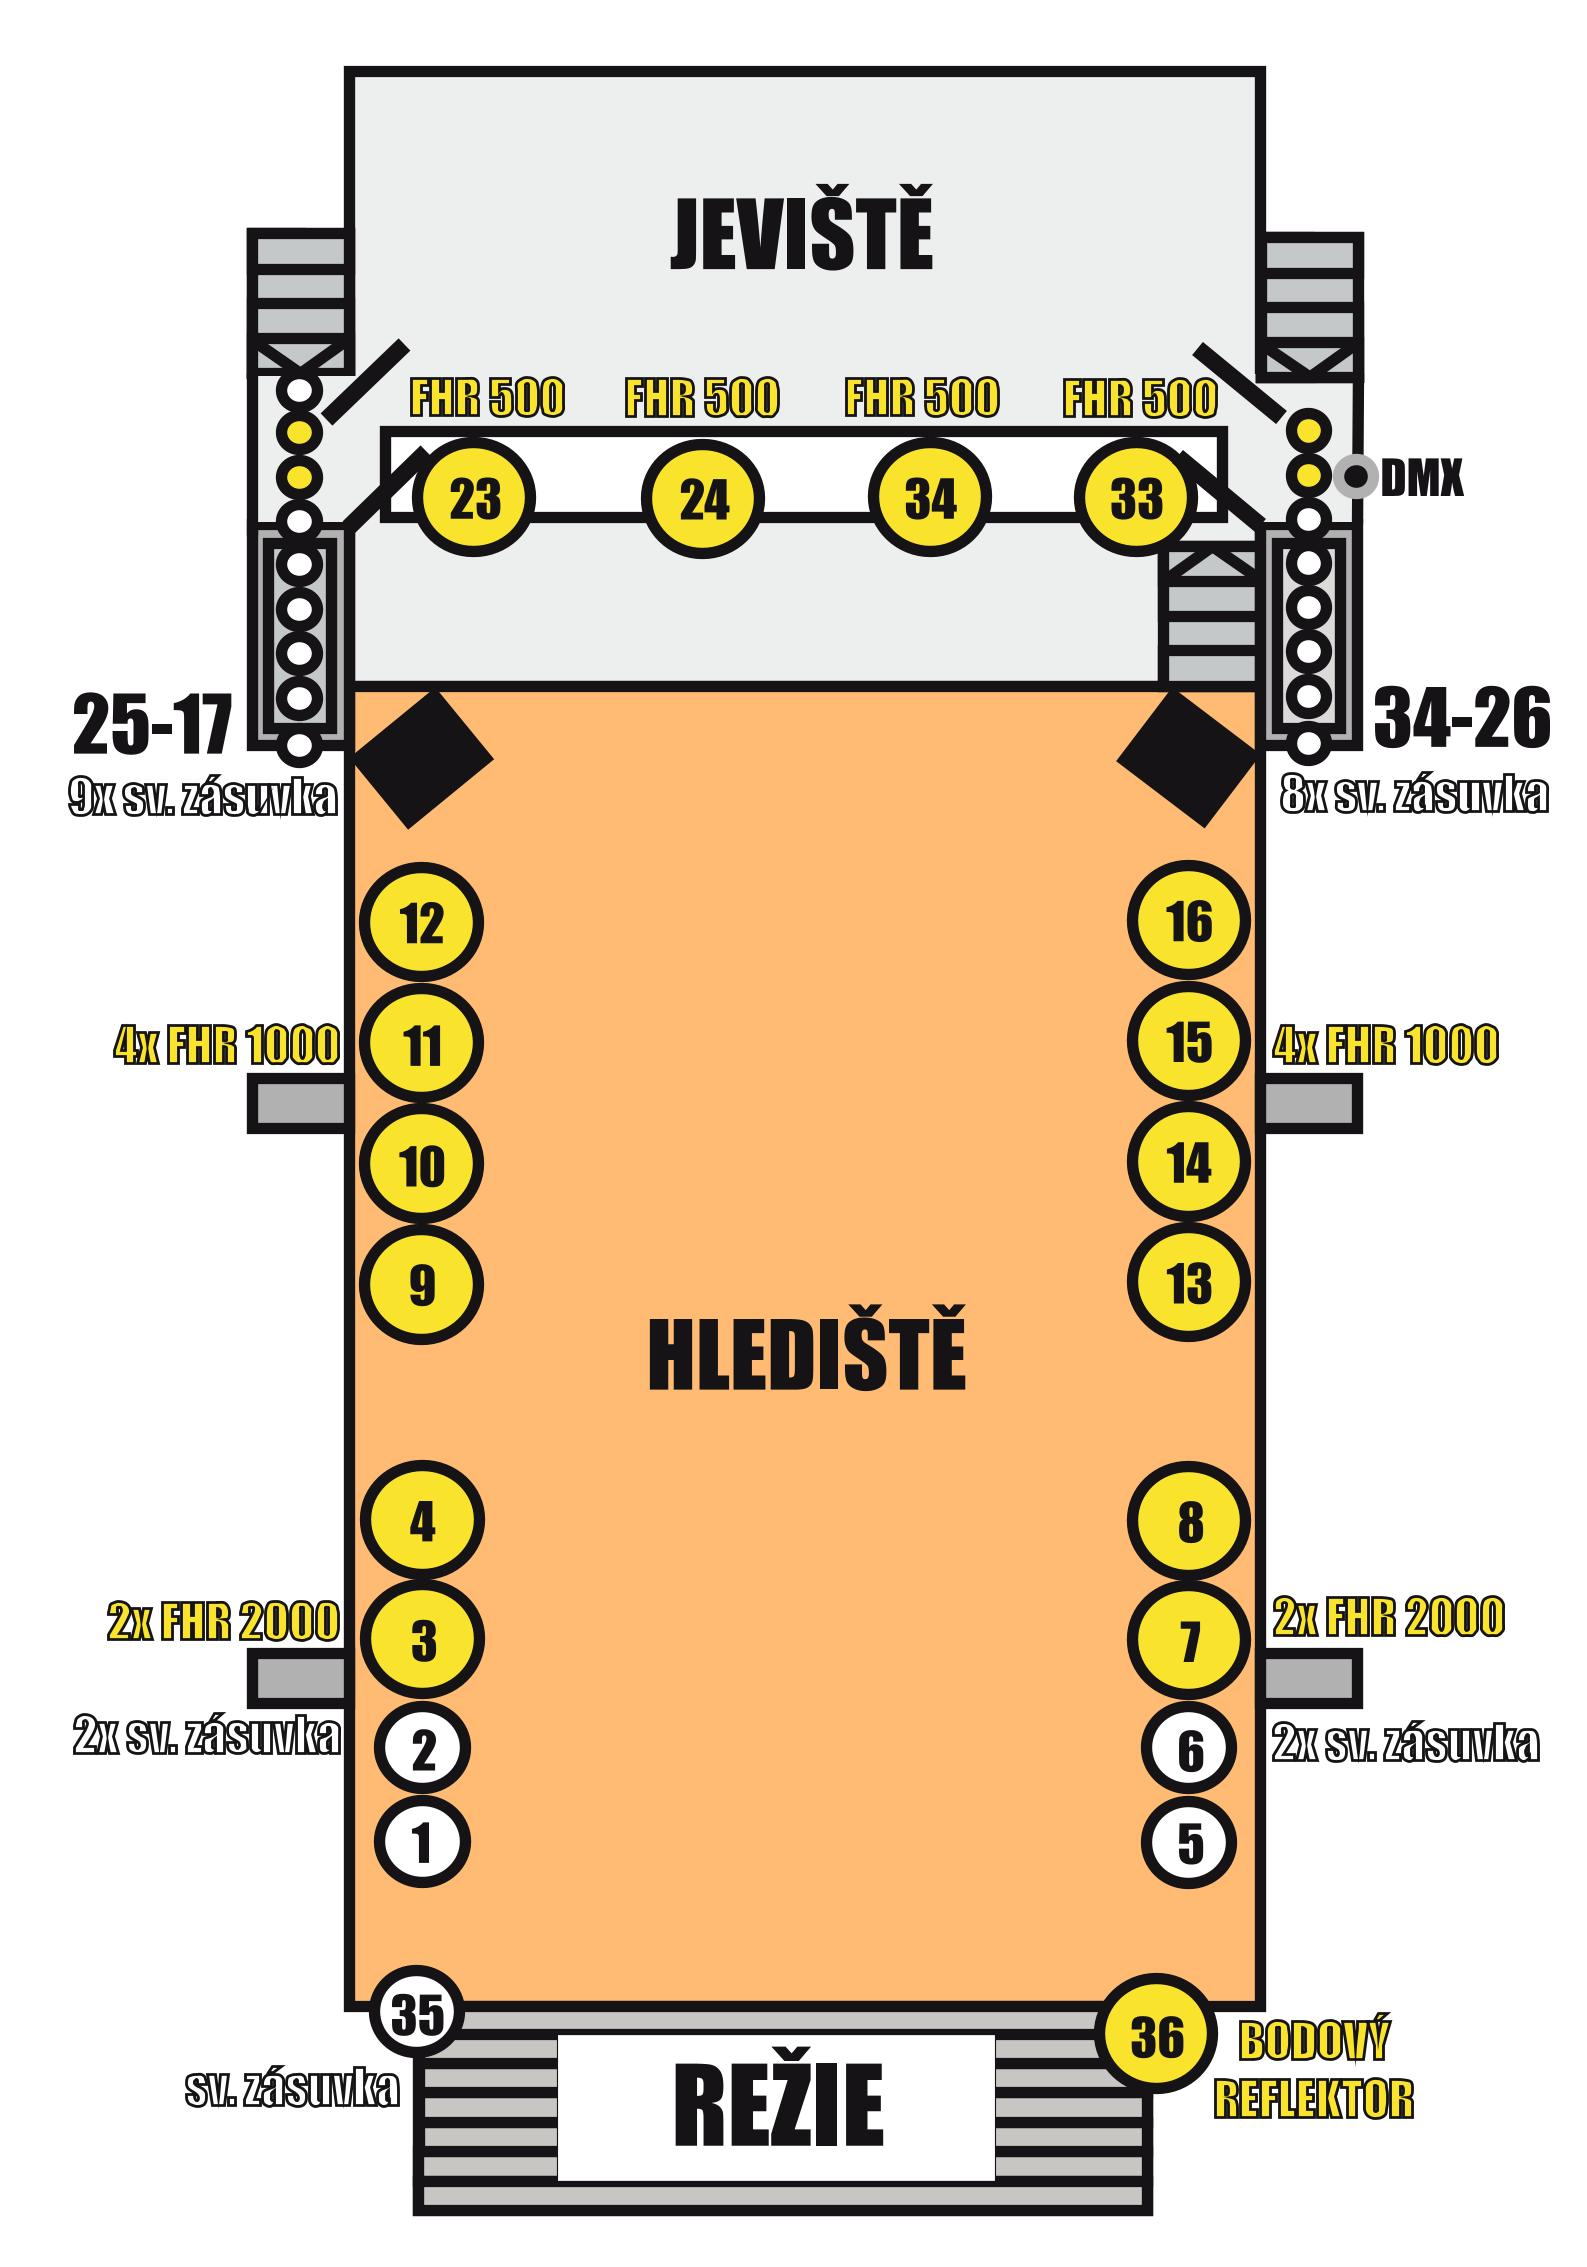 JEVIŠTĚ
FHR 500 FHR 500 FHR 500 FHR 500
23 24 34 33
DMX
25-17
9x sv. zásuvka
34-26
8x sv. zásuvka
12 16
11 15
4x FHR 1000
4x FHR 1000
10 14
9 13
HLEDIŠTĚ
4 8
2x FHR 2000
2x FHR 2000
3 7
2x sv. zásuvka
2x sv. zásuvka
2 6
1 5
35 36
BODOVÝ
REFLEKTOR
sv. zásuvka
REŽIE